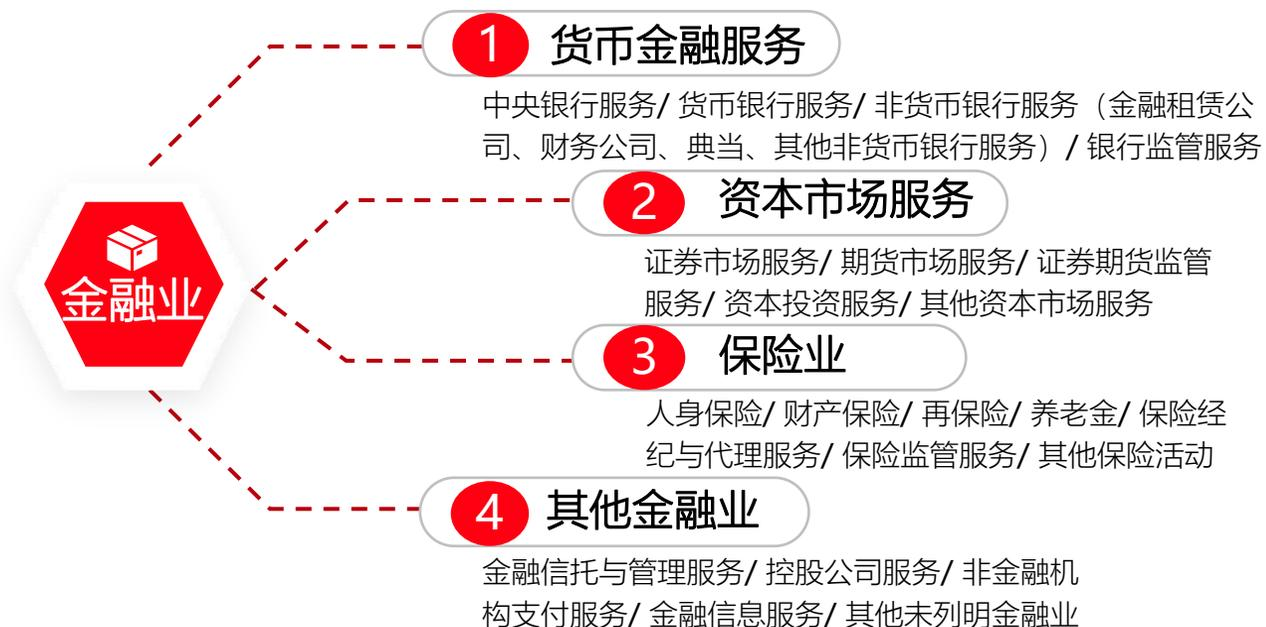 金融业
1 货币金融服务
中央银行服务/ 货币银行服务/ 非货币银行服务（金融租赁公
司、财务公司、典当、其他非货币银行服务）/ 银行监管服务
2 资本市场服务
证券市场服务/ 期货市场服务/ 证券期货监管
服务/ 资本投资服务/ 其他资本市场服务
3 保险业
人身保险/ 财产保险/ 再保险/ 养老金/ 保险经
纪与代理服务/ 保险监管服务/ 其他保险活动
4 其他金融业
金融信托与管理服务/ 控股公司服务/ 非金融机
构支付服务/ 金融信息服务/ 其他未列明金融业